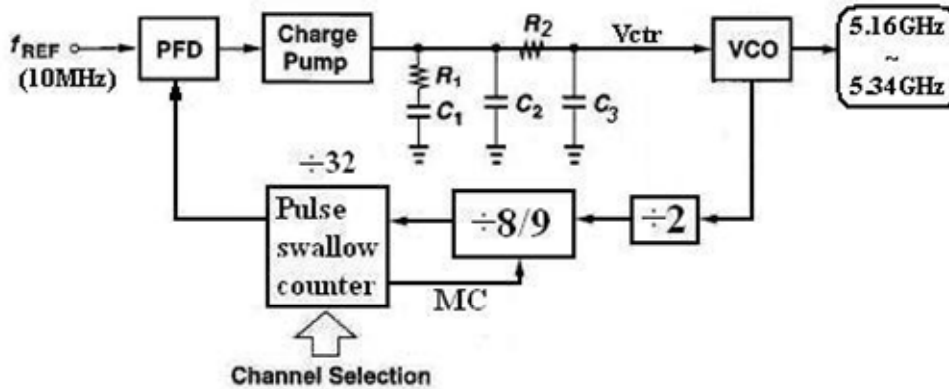 fREF
(10MHz)
PFD
Charge
Pump
R1
C1
C2
R2
C3
Vctr
VCO
5.16GHz
~
5.34GHz
÷32
Pulse
swallow
counter
MC
÷8/9
÷2
Channel Selection